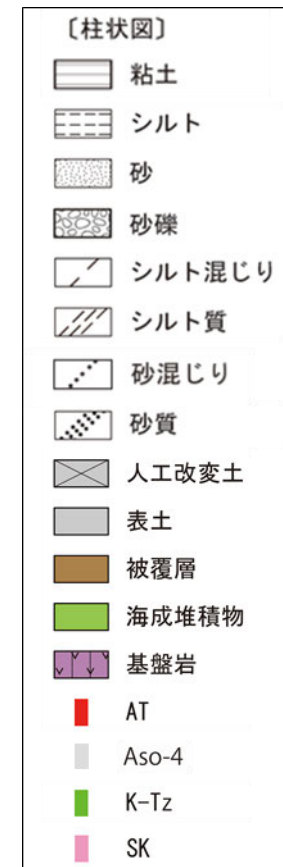 〔柱状図〕
粘土
シルト
砂
砂礫
シルト混じり
シルト質
砂混じり
砂質
人工改変土
表土
被覆層
海成堆積物
基盤岩
AT
Aso-4
K-Tz
SK